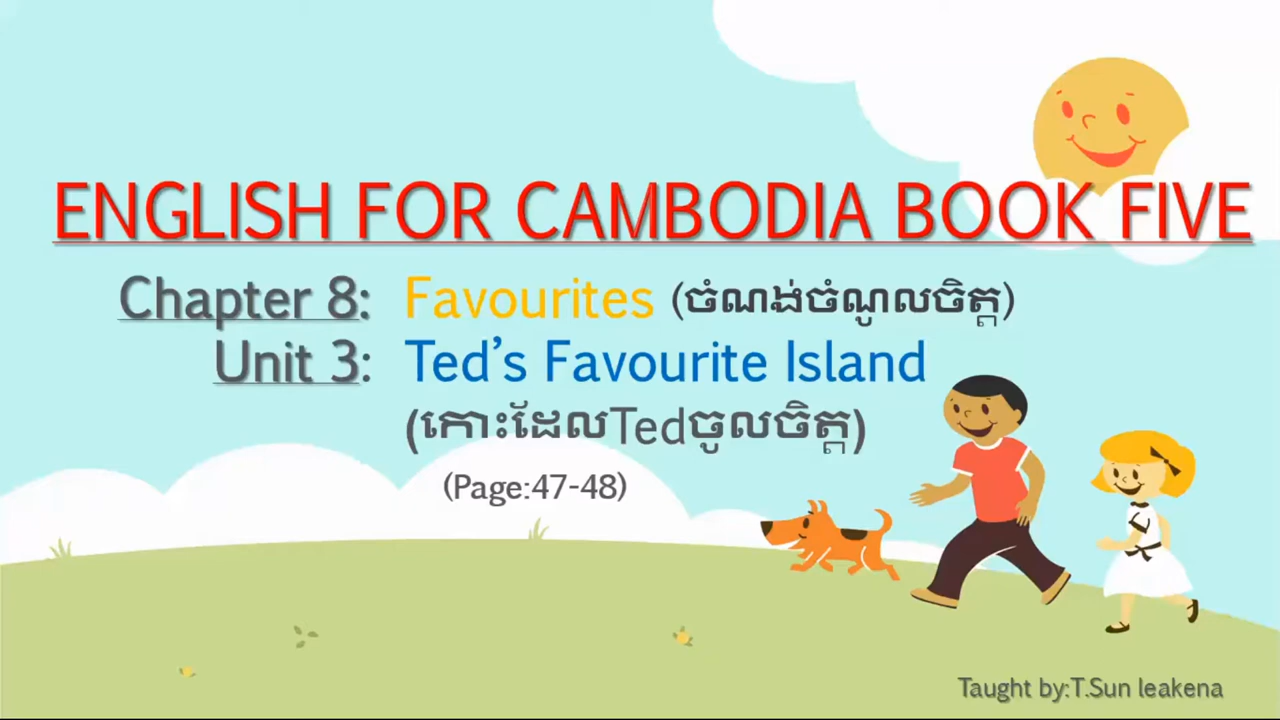 ENGLISH FOR CAMBODIA BOOK FIVE
Chapter 8: Favourites (ចំណង់ចំណូលចិត្ត)
Unit 3: Ted’s Favourite Island
(កោះដែលTedចូលចិត្ត)
(Page:47-48)
Taught by:T.Sun leakena